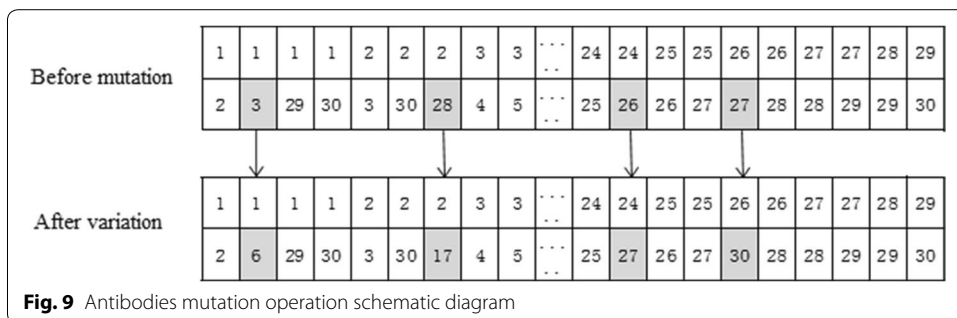 1 1 1 1 2 2 2 3 3 ... .. 24 24 25 25 26 26 27 27 28 29
Before mutation
2 3 29 30 3 30 28 4 5 ... .. 25 26 26 27 27 28 28 29 29 30
1 1 1 1 2 2 2 3 3 ... .. 24 24 25 25 26 26 27 27 28 29
After variation
2 6 29 30 3 30 17 4 5 ... .. 25 27 26 27 30 28 28 29 29 30
Fig. 9 Antibodies mutation operation schematic diagram